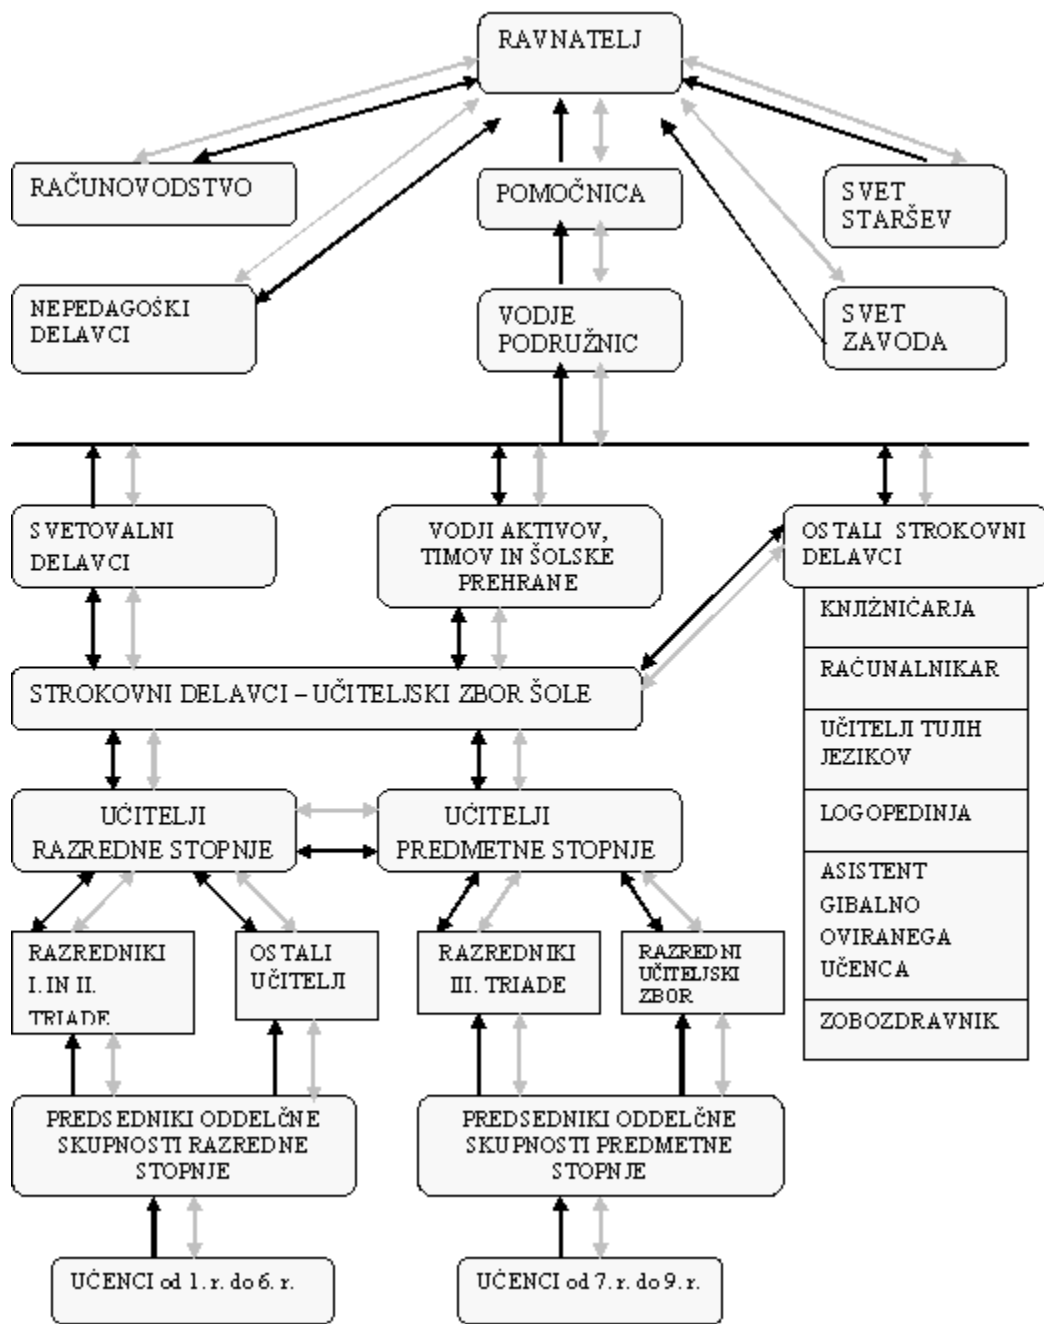 RAVNATELJ
RAČUNOVODSTVO
POMOČNICA
SVET
STARŠEV
NEPEDAGOŠKI
DELAVCI
VODJE
PODRUŽNIC
SVET
ZAVODA
SVETOVALNI
DELAVCI
VODJI AKTIVOV,
TIMOV IN ŠOLSKE
PREHRANE
OSTALI STROKOVNI
DELAVCI
KNJIŽNIČARJA
RAČUNALNIKAR
UČITELJI TUJIH
JEZIKOV
LOGOPEDINJA
ASISTENT
GIBALNO
OVIRANEGA
UČENCA
ZOBOZDRAVNIK
STROKOVNI DELAVCI – UČITELJSKI ZBOR ŠOLE
UČITELJI
RAZREDNE STOPNJE
UČITELJI
PREDMETNE STOPNJE
RAZREDNIKI
I. IN II.
TRIADE
OSTALI
UČITELJI
RAZREDNIKI
III. TRIADE
RAZREDNI
UČITELJSKI
ZBOR
PREDSEDNIKI ODDELČNE
SKUPNOSTI RAZREDNE
STOPNJE
PREDSEDNIKI ODDELČNE
SKUPNOSTI PREDMETNE
STOPNJE
UČENCI od 1. r. do 6. r.
UČENCI od 7. r. do 9. r.